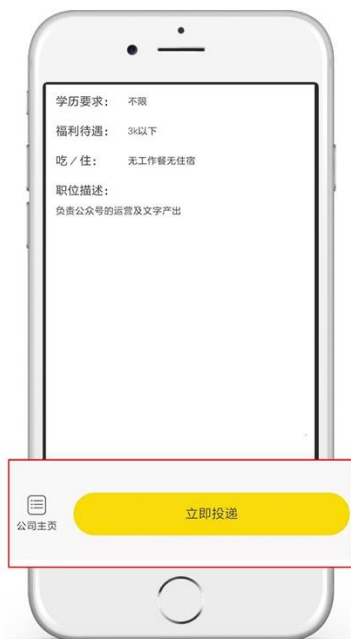 学历要求： 不限
福利待遇： 3k以下
吃／住： 无工作餐无住宿
职位描述：
负责公众号的运营及文字产出
公司主页
立即投递